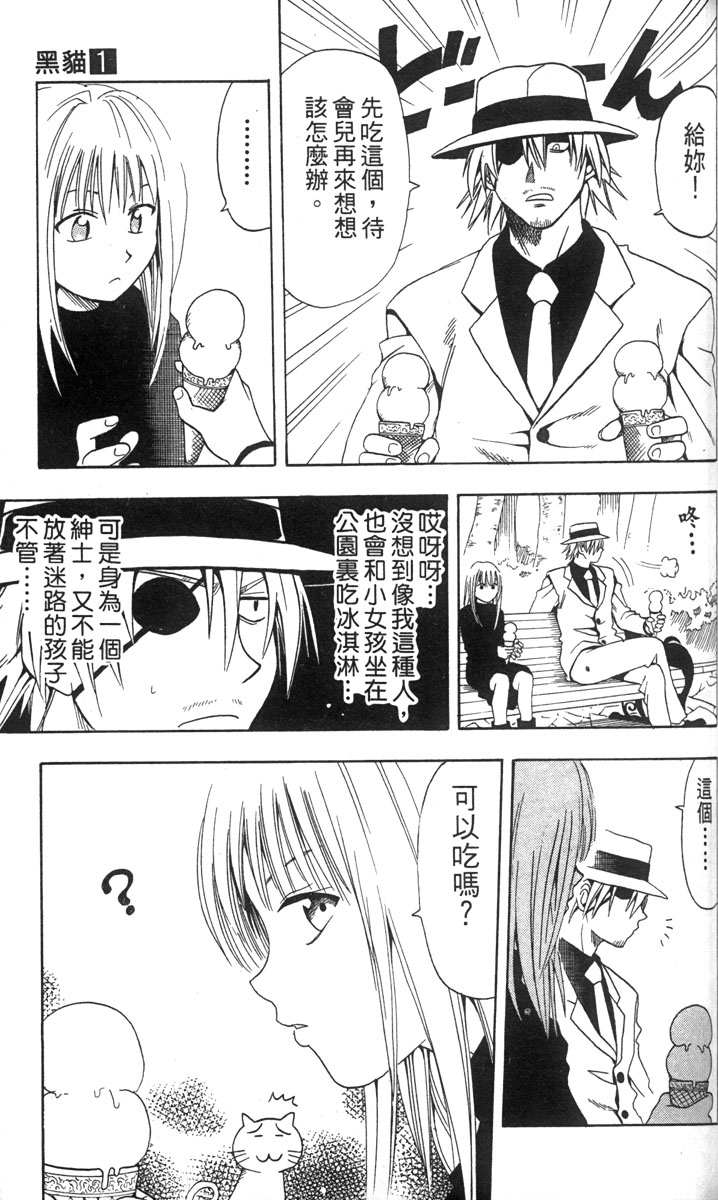 黑貓1
給妳！
ど―――ん
先吃這個，待
會兒再來想想
該怎麼辦。
………
咚…
哎呀呀…
沒想到像我這種人，
也會和小女孩坐在
公園裏吃冰淇淋…
可是身為一個
紳士，又不能
放著迷路的孩子
不管……
這個……
可以吃嗎？
？